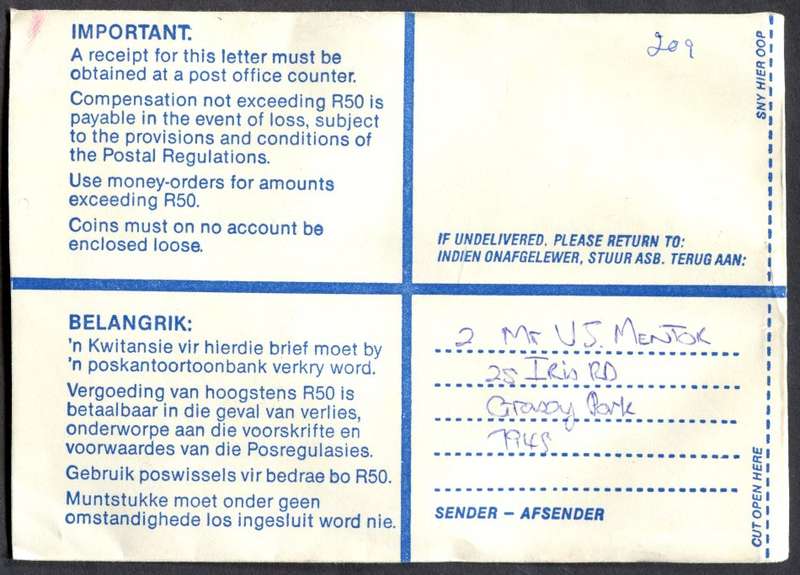 IMPORTANT:
A receipt for this letter must be
obtained at a post office counter.
Compensation not exceeding R50 is
payable in the event of loss, subject
to the provisions and conditions of
the Postal Regulations.
Use money-orders for amounts
exceeding R50.
Coins must on no account be
enclosed loose.
209
SNY HIER OOP
IF UNDELIVERED, PLEASE RETURN TO:
INDIEN ONAFGELEWER, STUUR ASB. TERUG AAN:
BELANGRIK:
'n Kwitansie vir hierdie brief moet by
'n poskantoortoonbank verkry word.
Vergoeding van hoogstens R50 is
betaalbaar in die geval van verlies,
onderworpe aan die voorskrifte en
voorwaardes van die Posregulasies.
Gebruik poswissels vir bedrae bo R50.
Muntstukke moet onder geen
omstandighede los ingesluit word nie.
2 Mr V J. MENTOR
25 IRis RD
Grassy Park
7945
SENDER – AFSENDER
CUT OPEN HERE